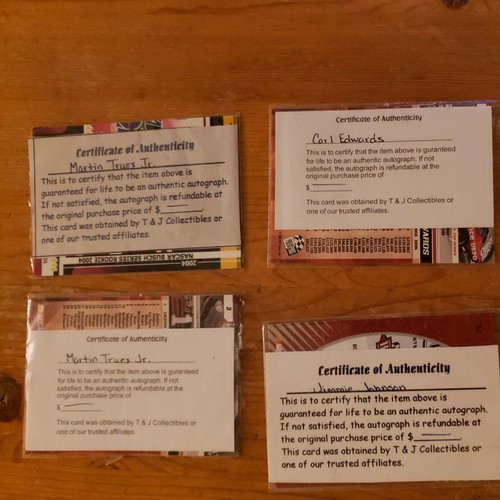 Certificate of Authenticity
Martin Truex Jr.
This is to certify that the item above is
guaranteed for life to be an authentic autograph.
If not satisfied, the autograph is refundable at
the original purchase price of $
This card was obtained by T & J Collectibles or
one of our trusted affiliates.
NASCAR BUSCH SERIES ROOKIE 2004
Certificate of Authenticity
Carl Edwards
This is to certify that the item above is guranteed
for life to be an authentic autograph. If not
satisfied, the autograph is refundable at the
original purchase price of
$
This card was obtained by T & J Collectibles or
one of our trusted affiliates.
Certificate of Authenticity
Martin Truex Jr.
This is to certify that the item above is guranteed
for life to be an authentic autograph. If not
satisfied, the autograph is refundable at the
original purchase price of
$
This card was obtained by T & J Collectibles or
one of our trusted affiliates.
Certificate of Authenticity
Jimmie Johnson
This is to certify that the item above is
guaranteed for life to be an authentic autograph.
If not satisfied, the autograph is refundable at
the original purchase price of $
This card was obtained by T & J Collectibles or
one of our trusted affiliates.